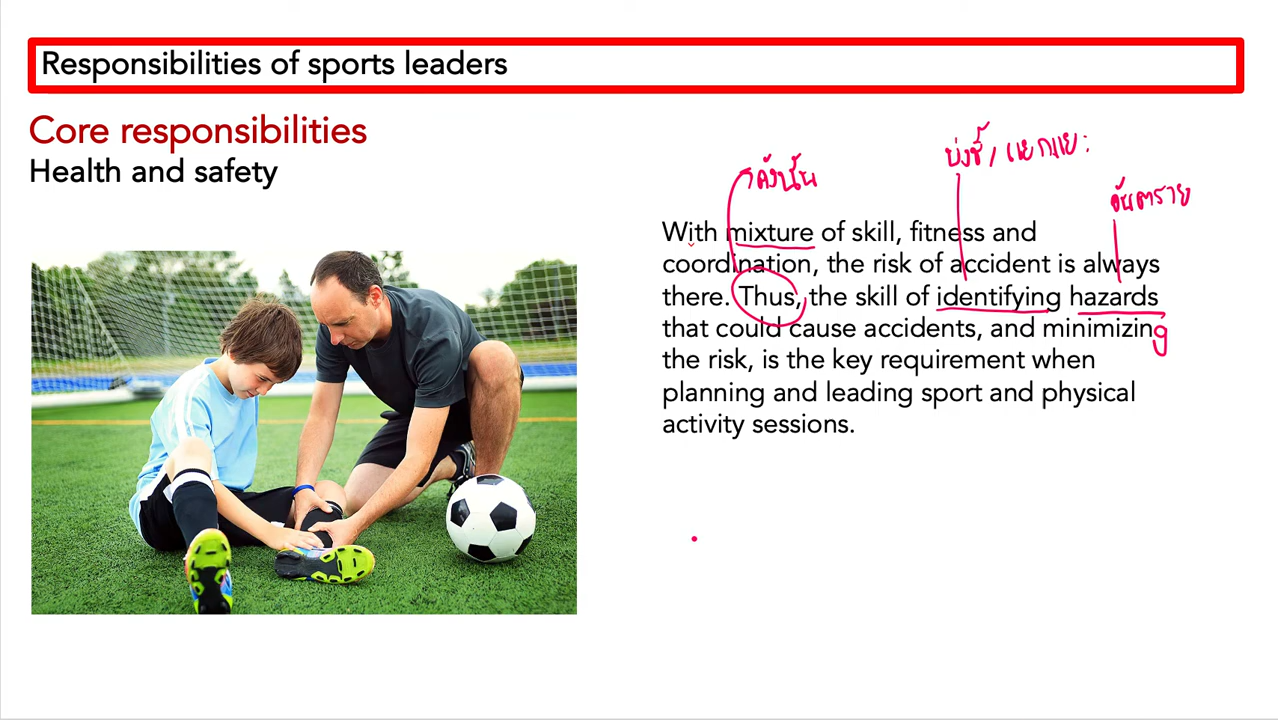 Responsibilities of sports leaders
Core responsibilities
Health and safety
ดังนั้น
บ่งชี้, แยกแยะ
อันตราย
With mixture of skill, fitness and
coordination, the risk of accident is always
there. Thus, the skill of identifying hazards
that could cause accidents, and minimizing
the risk, is the key requirement when
planning and leading sport and physical
activity sessions.